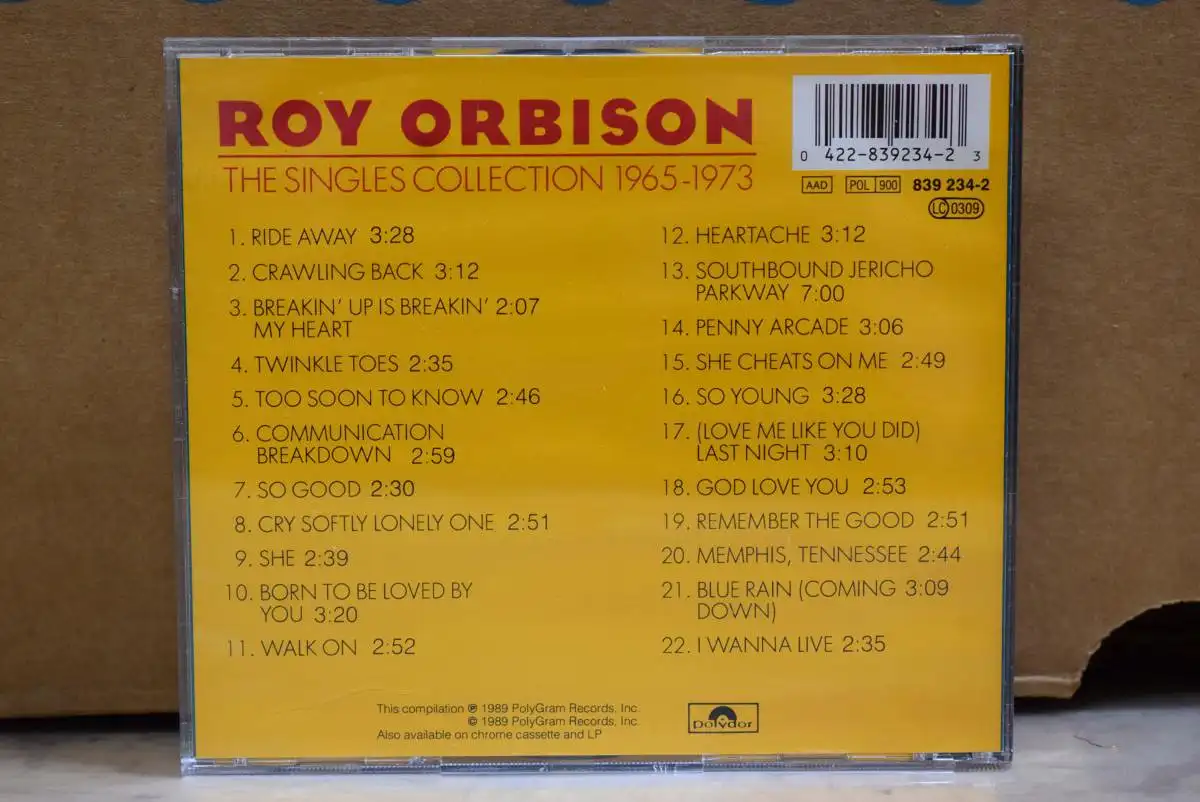 ROY ORBISON
THE SINGLES COLLECTION 1965-1973
0 422-839234-2 3
AAD POL 900 839 234-2
LC 0309
1. RIDE AWAY 3:28
2. CRAWLING BACK 3:12
3. BREAKIN' UP IS BREAKIN' 2:07
MY HEART
4. TWINKLE TOES 2:35
5. TOO SOON TO KNOW 2:46
6. COMMUNICATION
BREAKDOWN 2:59
7. SO GOOD 2:30
8. CRY SOFTLY LONELY ONE 2:51
9. SHE 2:39
10. BORN TO BE LOVED BY
YOU 3:20
11. WALK ON 2:52
12. HEARTACHE 3:12
13. SOUTHBOUND JERICHO
PARKWAY 7:00
14. PENNY ARCADE 3:06
15. SHE CHEATS ON ME 2:49
16. SO YOUNG 3:28
17. (LOVE ME LIKE YOU DID)
LAST NIGHT 3:10
18. GOD LOVE YOU 2:53
19. REMEMBER THE GOOD 2:51
20. MEMPHIS, TENNESSEE 2:44
21. BLUE RAIN (COMING 3:09
DOWN)
22. I WANNA LIVE 2:35
This compilation ℗ 1989 PolyGram Records, Inc.
© 1989 PolyGram Records, Inc.
Also available on chrome cassette and LP
polydor